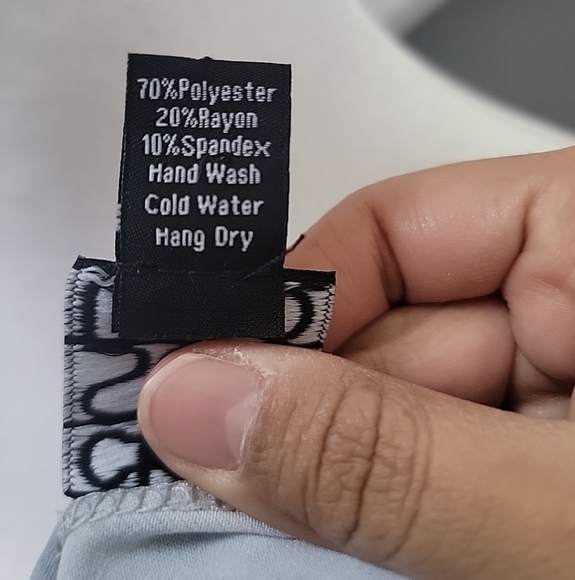 70%Polyester
20%Rayon
10%Spandex
Hand Wash
Cold Water
Hang Dry